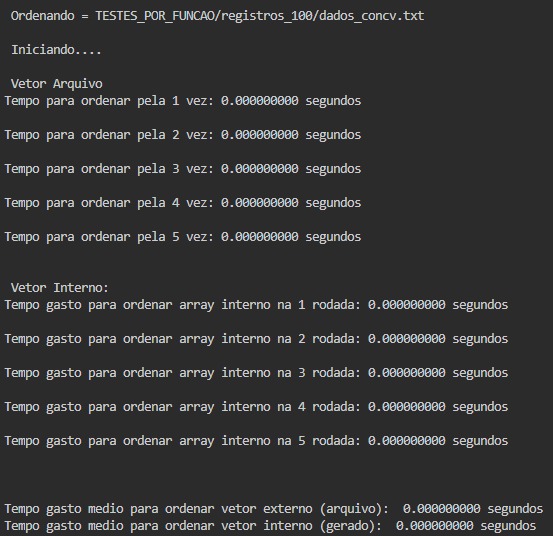 Ordenando = TESTES_POR_FUNCAO/registros_100/dados_concv.txt
Iniciando....
Vetor Arquivo
Tempo para ordenar pela 1 vez: 0.000000000 segundos
Tempo para ordenar pela 2 vez: 0.000000000 segundos
Tempo para ordenar pela 3 vez: 0.000000000 segundos
Tempo para ordenar pela 4 vez: 0.000000000 segundos
Tempo para ordenar pela 5 vez: 0.000000000 segundos
Vetor Interno:
Tempo gasto para ordenar array interno na 1 rodada: 0.000000000 segundos
Tempo gasto para ordenar array interno na 2 rodada: 0.000000000 segundos
Tempo gasto para ordenar array interno na 3 rodada: 0.000000000 segundos
Tempo gasto para ordenar array interno na 4 rodada: 0.000000000 segundos
Tempo gasto para ordenar array interno na 5 rodada: 0.000000000 segundos
Tempo gasto medio para ordenar vetor externo (arquivo):  0.000000000 segundos
Tempo gasto medio para ordenar vetor interno (gerado):  0.000000000 segundos